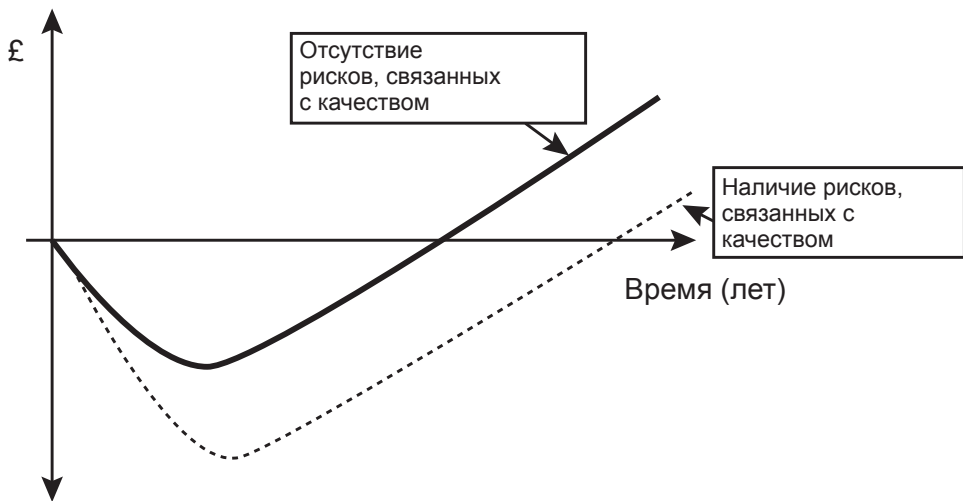 £
Отсутствие
рисков, связанных
с качеством
Наличие рисков,
связанных с
качеством
Время (лет)